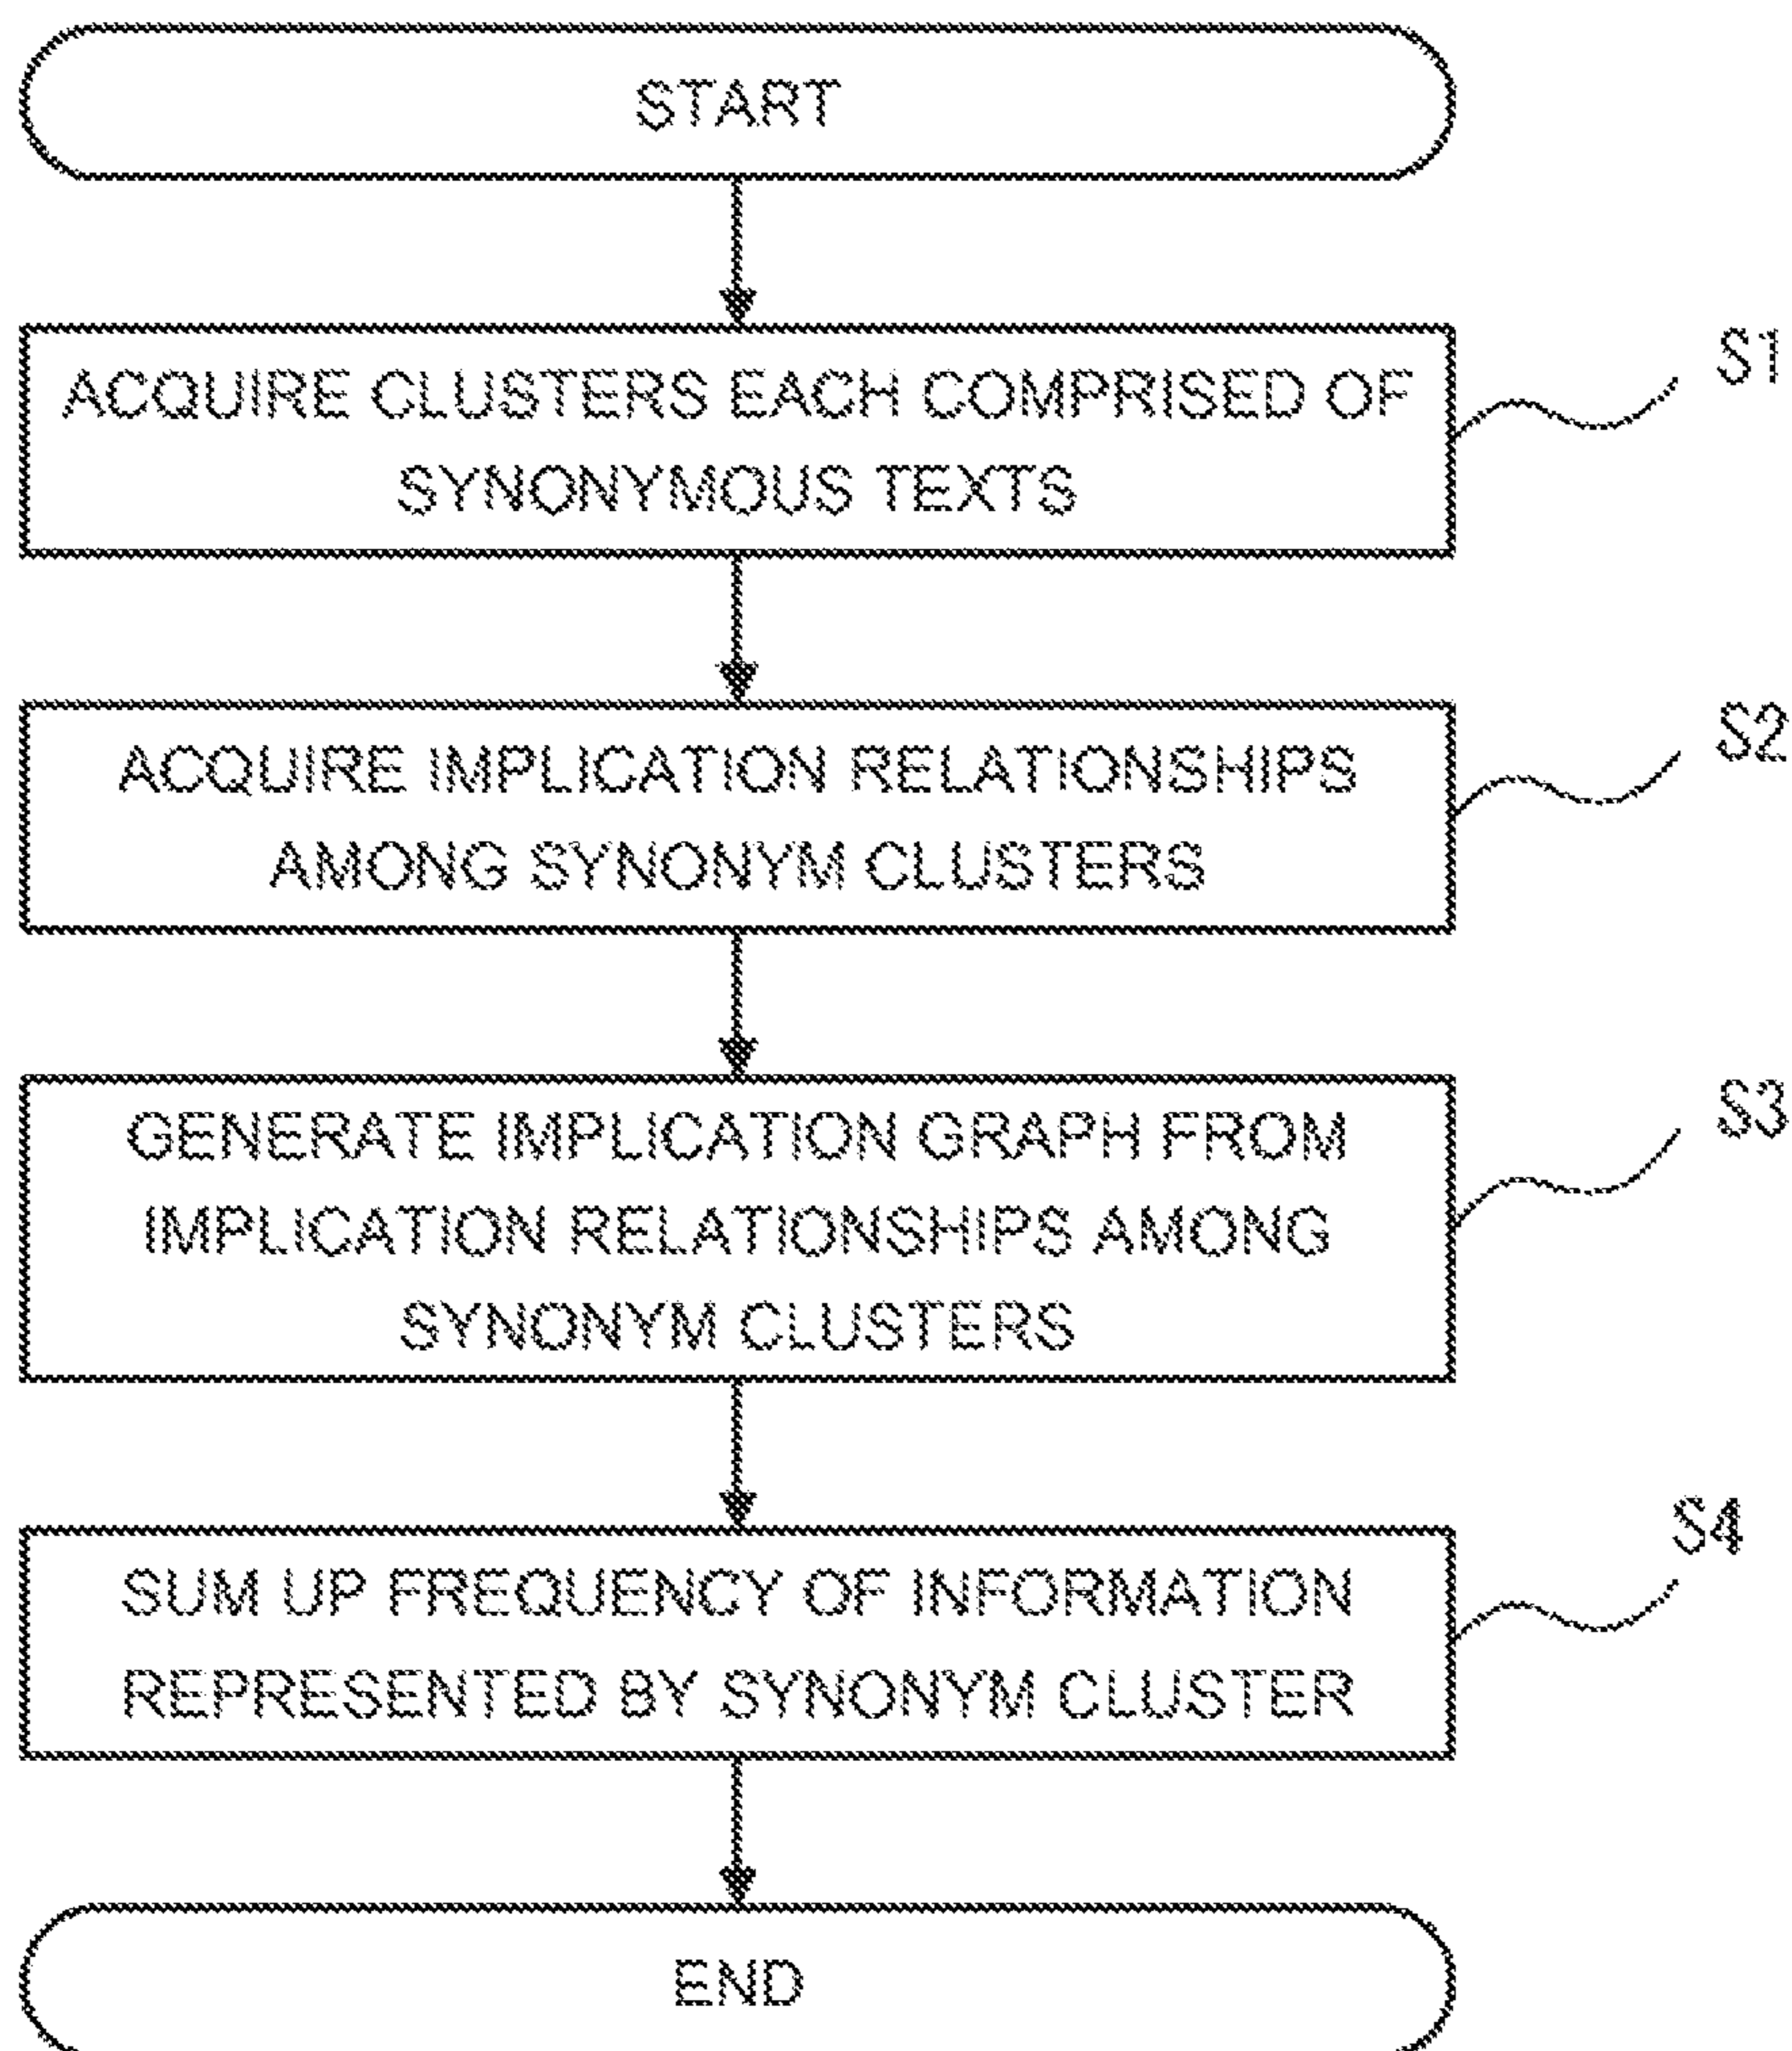 START
ACQUIRE CLUSTERS EACH COMPRISED OF
SYNONYMOUS TEXTS
S1
ACQUIRE IMPLICATION RELATIONSHIPS
AMONG SYNONYM CLUSTERS
S2
GENERATE IMPLICATION GRAPH FROM
IMPLICATION RELATIONSHIPS AMONG
SYNONYM CLUSTERS
S3
SUM UP FREQUENCY OF INFORMATION
REPRESENTED BY SYNONYM CLUSTER
S4
END